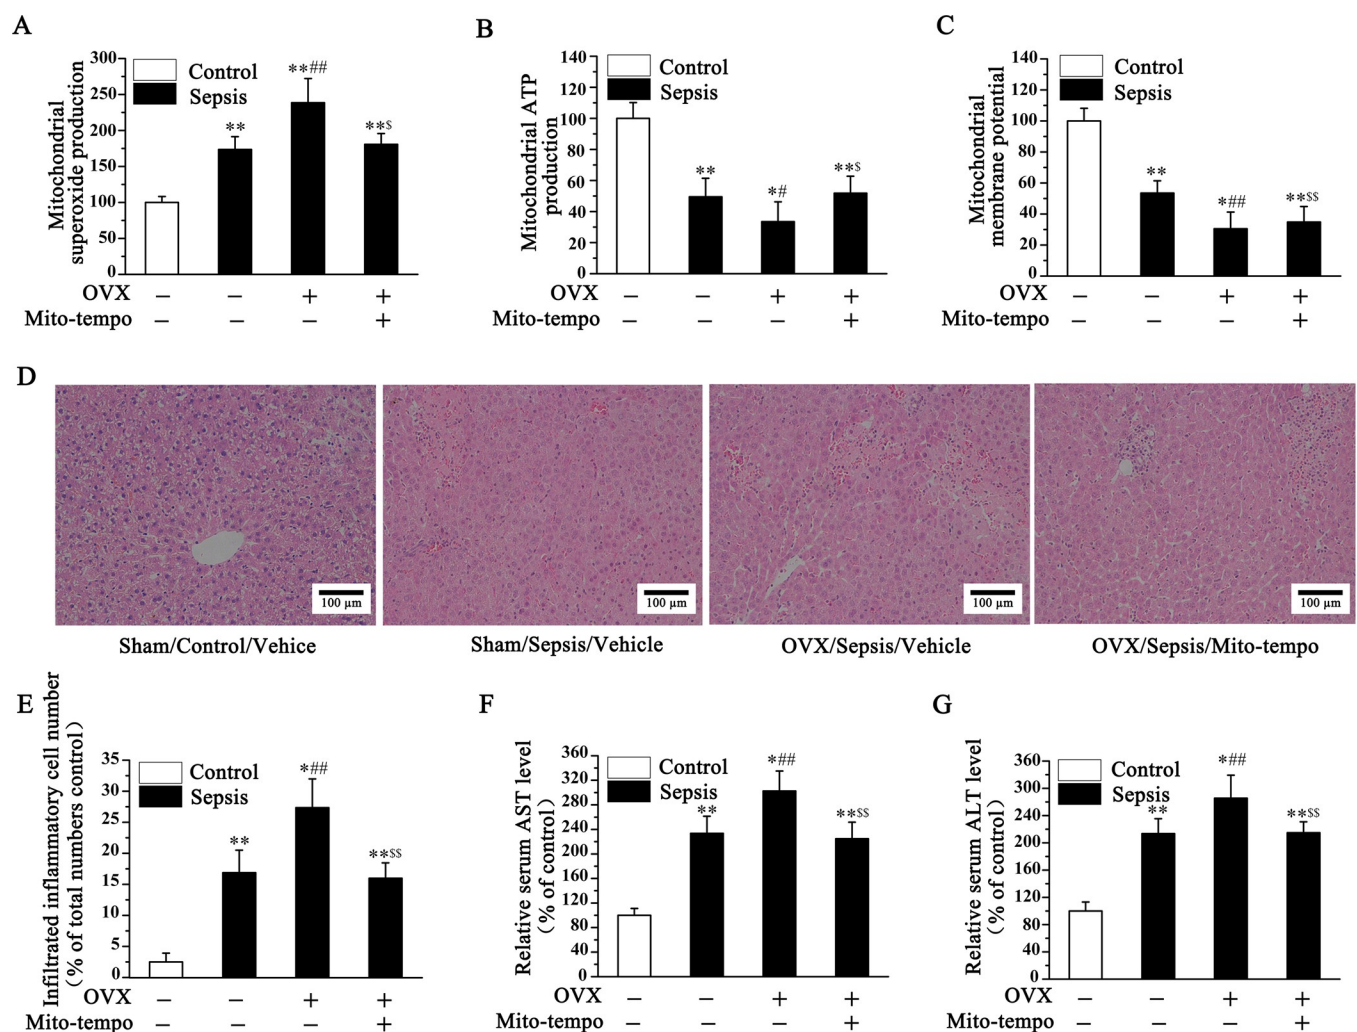 A
Mitochondrial
superoxide production
300
250
200
150
100
50
0
Control
Sepsis
**
**##
**$
OVX − − + +
Mito-tempo − − − +
B
Mitochondrial ATP
production
140
120
100
80
60
40
20
0
Control
Sepsis
**
*#
**$
− − + +
− − − +
C
Mitochondrial
membrane potential
140
120
100
80
60
40
20
0
Control
Sepsis
**
*##
**$$
OVX − − + +
Mito-tempo − − − +
D
100 µm
100 µm
100 µm
100 µm
Sham/Control/Vehice
Sham/Sepsis/Vehicle
OVX/Sepsis/Vehicle
OVX/Sepsis/Mito-tempo
E
Infiltrated inflammatory cell number
(% of total numbers control)
35
30
25
20
15
10
5
0
Control
Sepsis
**
*##
**$$
OVX − − + +
Mito-tempo − − − +
F
Relative serum AST level
(% of control)
360
320
280
240
200
160
120
80
40
0
Control
Sepsis
**
*##
**$$
OVX − − + +
Mito-tempo − − − +
G
Relative serum ALT level
(% of control)
360
320
280
240
200
160
120
80
40
0
Control
Sepsis
**
*##
**$$
OVX − − + +
Mito-tempo − − − +